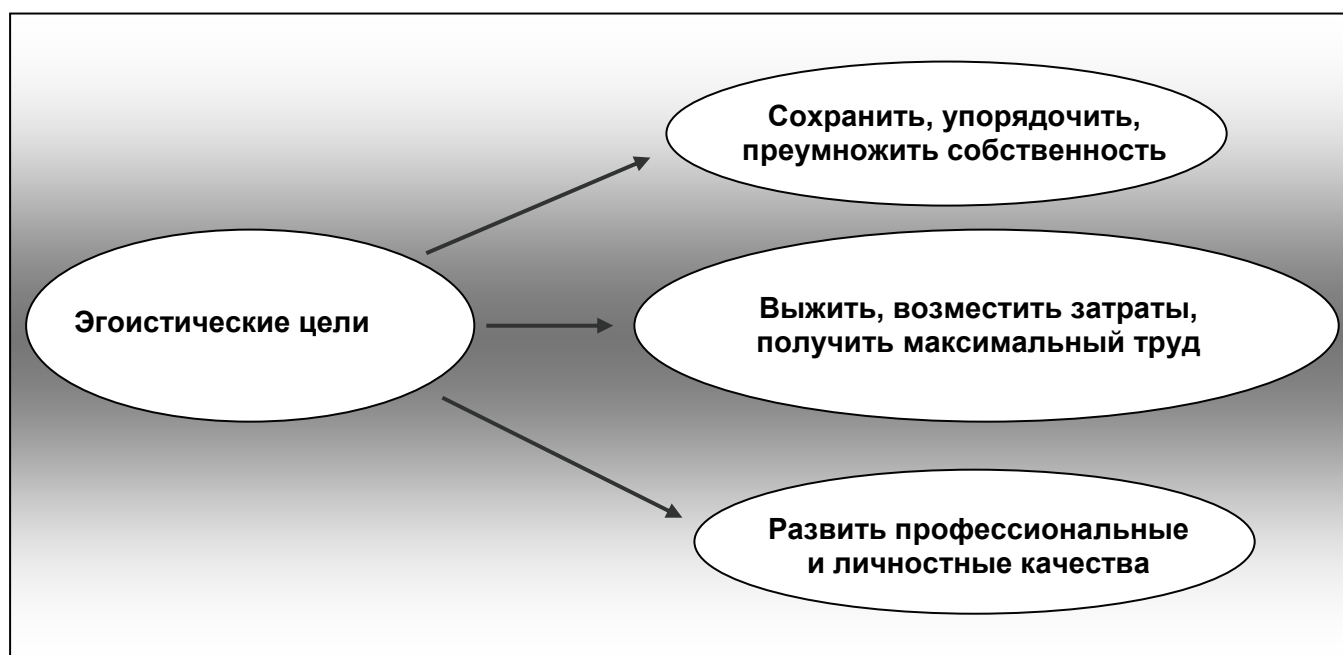 Сохранить, упорядочить,
преумножить собственность
Эгоистические цели
Выжить, возместить затраты,
получить максимальный труд
Развить профессиональные
и личностные качества